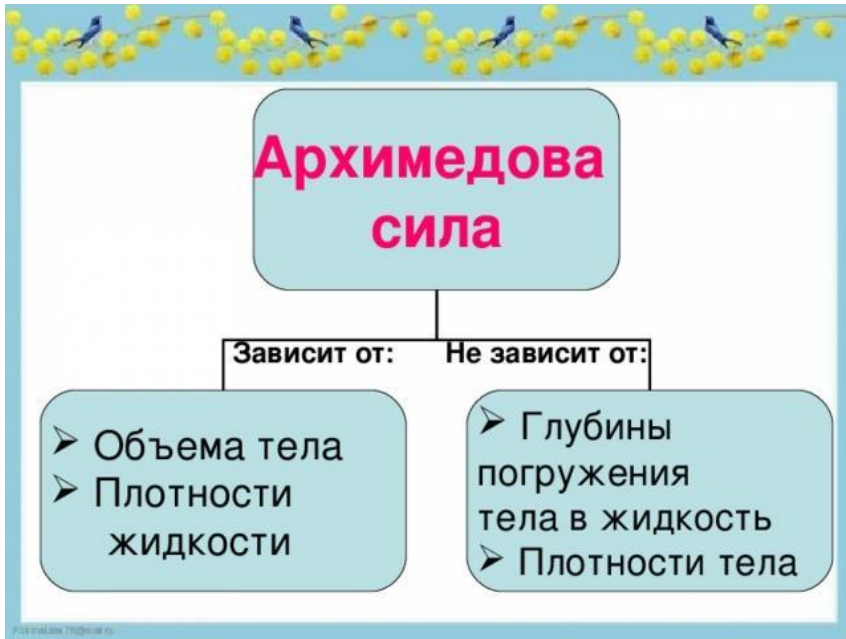 Архимедова
сила
Зависит от:
Не зависит от:
➢ Объема тела
➢ Плотности
жидкости
➢ Глубины
погружения
тела в жидкость
➢ Плотности тела